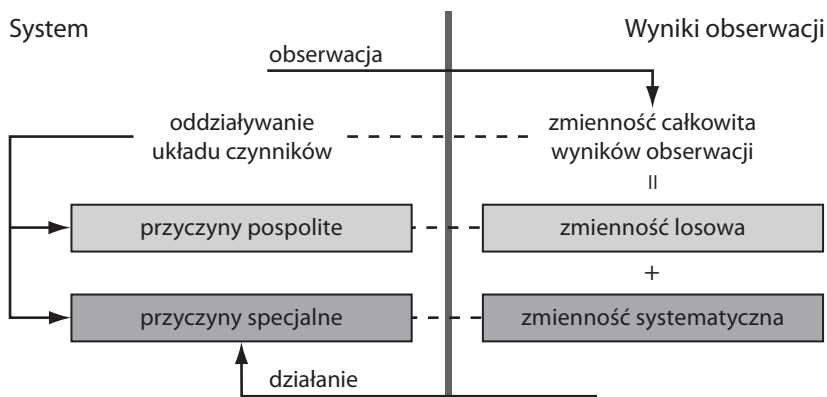 System
Wyniki obserwacji
obserwacja
oddziaływanie
układu czynników
zmienność całkowita
wyników obserwacji
=
przyczyny pospolite
zmienność losowa
+
przyczyny specjalne
zmienność systematyczna
działanie